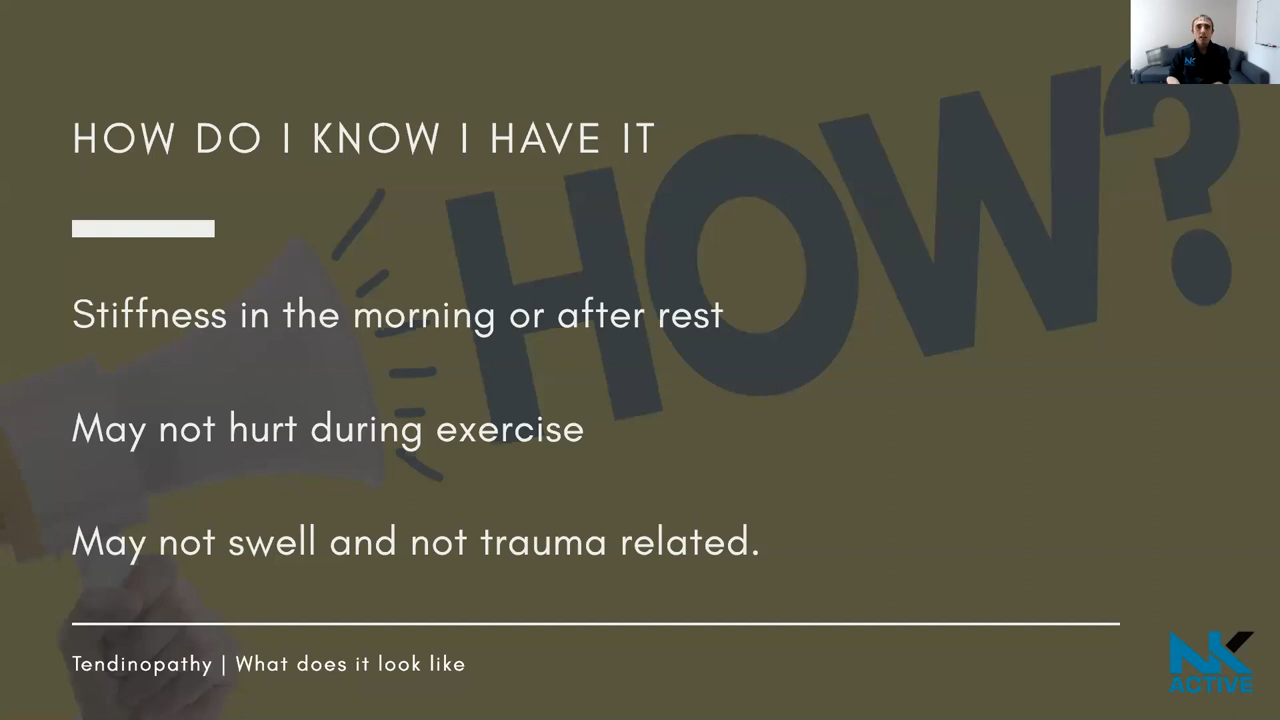 HOW DO I KNOW I HAVE IT
HOW?
Stiffness in the morning or after rest
May not hurt during exercise
May not swell and not trauma related.
Tendinopathy | What does it look like
NK
ACTIVE
NK